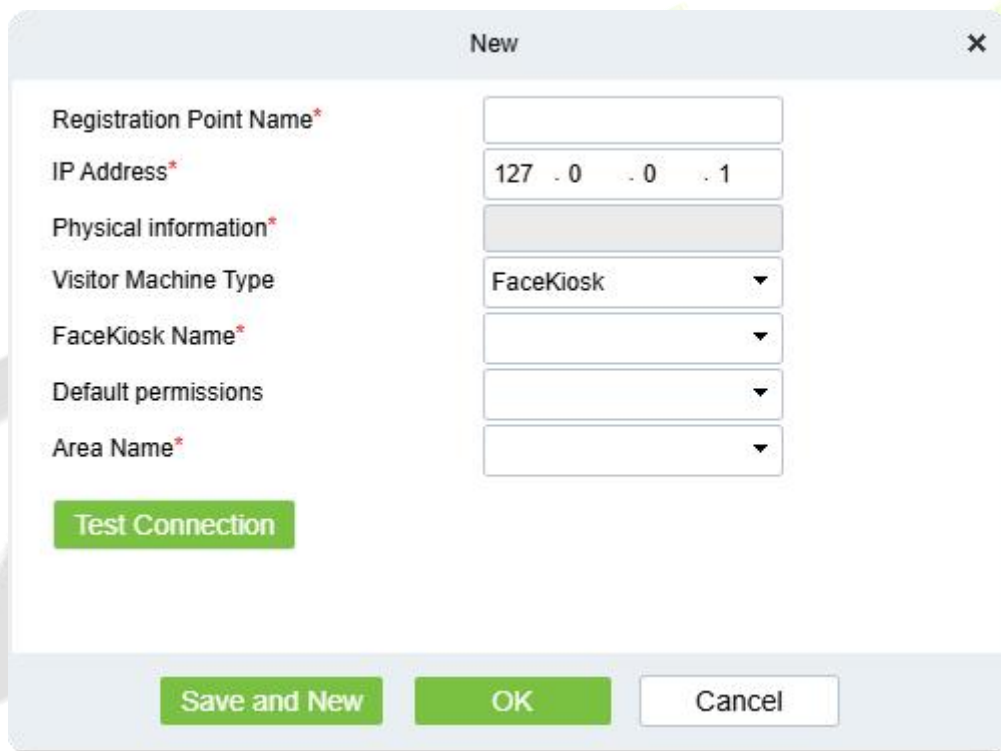 New
Registration Point Name*
IP Address* 127 . 0 . 0 . 1
Physical information*
Visitor Machine Type FaceKiosk
FaceKiosk Name*
Default permissions
Area Name*
Test Connection
Save and New OK Cancel